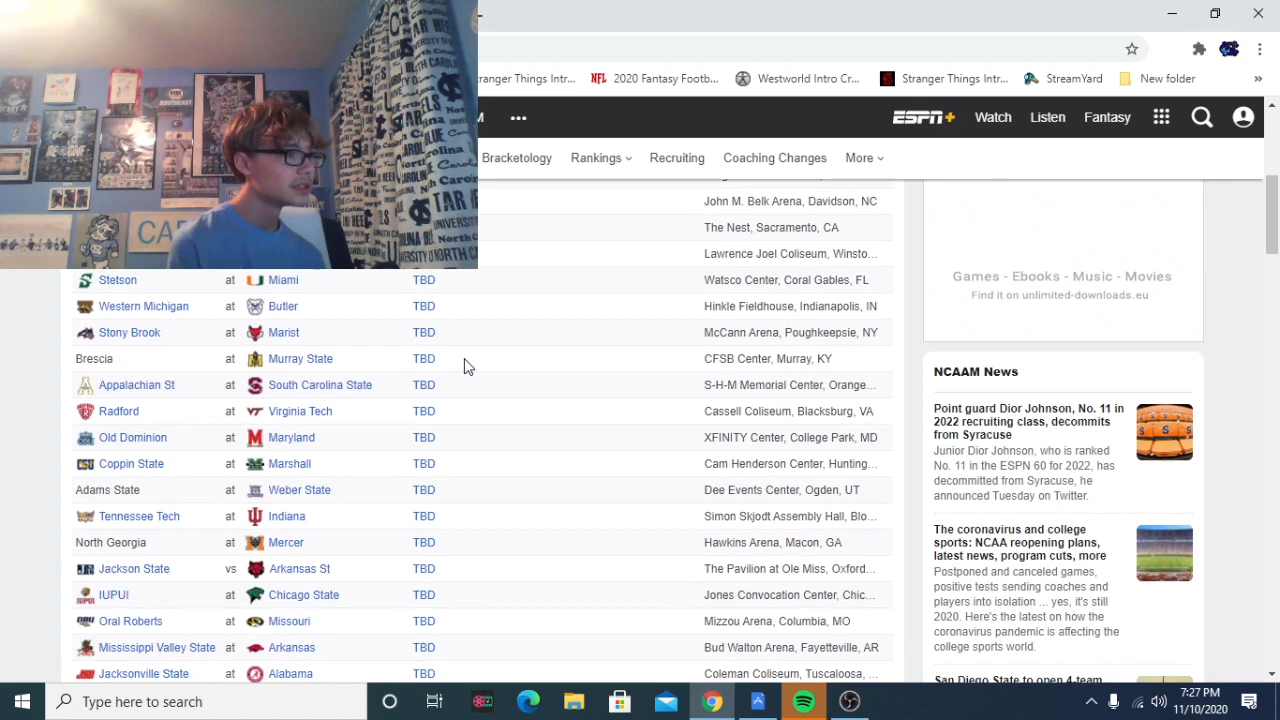 Stranger Things Intr...
NFL 2020 Fantasy Footb...
Westworld Intro Cr...
Stranger Things Intr...
StreamYard
New folder
»
M ...
ESPN+
Watch
Listen
Fantasy
Bracketology
Rankings
Recruiting
Coaching Changes
More
John M. Belk Arena, Davidson, NC
The Nest, Sacramento, CA
Lawrence Joel Coliseum, Winsto...
Stetson at Miami TBD Watsco Center, Coral Gables, FL
Western Michigan at Butler TBD Hinkle Fieldhouse, Indianapolis, IN
Stony Brook at Marist TBD McCann Arena, Poughkeepsie, NY
Brescia at Murray State TBD CFSB Center, Murray, KY
Appalachian St at South Carolina State TBD S-H-M Memorial Center, Orange...
Radford at Virginia Tech TBD Cassell Coliseum, Blacksburg, VA
Old Dominion at Maryland TBD XFINITY Center, College Park, MD
Coppin State at Marshall TBD Cam Henderson Center, Hunting...
Adams State at Weber State TBD Dee Events Center, Ogden, UT
Tennessee Tech at Indiana TBD Simon Skjodt Assembly Hall, Blo...
North Georgia at Mercer TBD Hawkins Arena, Macon, GA
Jackson State vs Arkansas St TBD The Pavilion at Ole Miss, Oxford...
IUPUI at Chicago State TBD Jones Convocation Center, Chic...
Oral Roberts at Missouri TBD Mizzou Arena, Columbia, MO
Mississippi Valley State at Arkansas TBD Bud Walton Arena, Fayetteville, AR
Jacksonville State at Alabama TBD Coleman Coliseum, Tuscaloosa, ...
Games - Ebooks - Music - Movies
Find it on unlimited-downloads.eu
NCAAM News
Point guard Dior Johnson, No. 11 in
2022 recruiting class, decommits
from Syracuse
Junior Dior Johnson, who is ranked
No. 11 in the ESPN 60 for 2022, has
decommitted from Syracuse, he
announced Tuesday on Twitter.
The coronavirus and college
sports: NCAA reopening plans,
latest news, program cuts, more
Postponed and canceled games,
positive tests sending coaches and
players into isolation ... yes, it's still
2020. Here's the latest on how the
coronavirus pandemic is affecting the
college sports world.
San Diego State to open 4-team
Type here to search
7:27 PM
11/10/2020
FOX
SOUTHEAST
CAR
TAR
UNIVERSITY